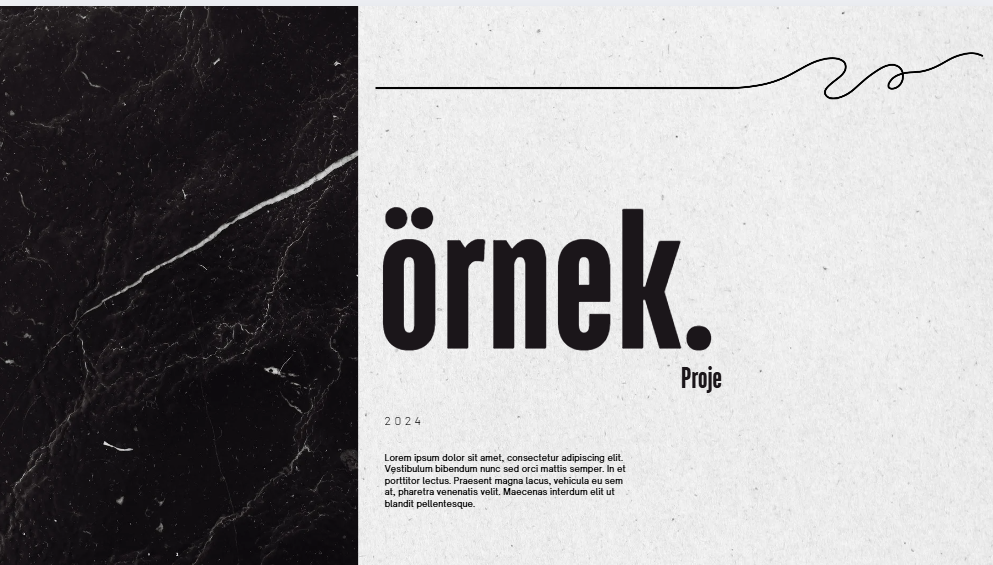 örnek.
Proje
2024
Lorem ipsum dolor sit amet, consectetur adipiscing elit.
Vestibulum bibendum nunc sed orci mattis semper. In et
porttitor lectus. Praesent magna lacus, vehicula eu sem
at, pharetra venenatis velit. Maecenas interdum elit ut
blandit pellentesque.